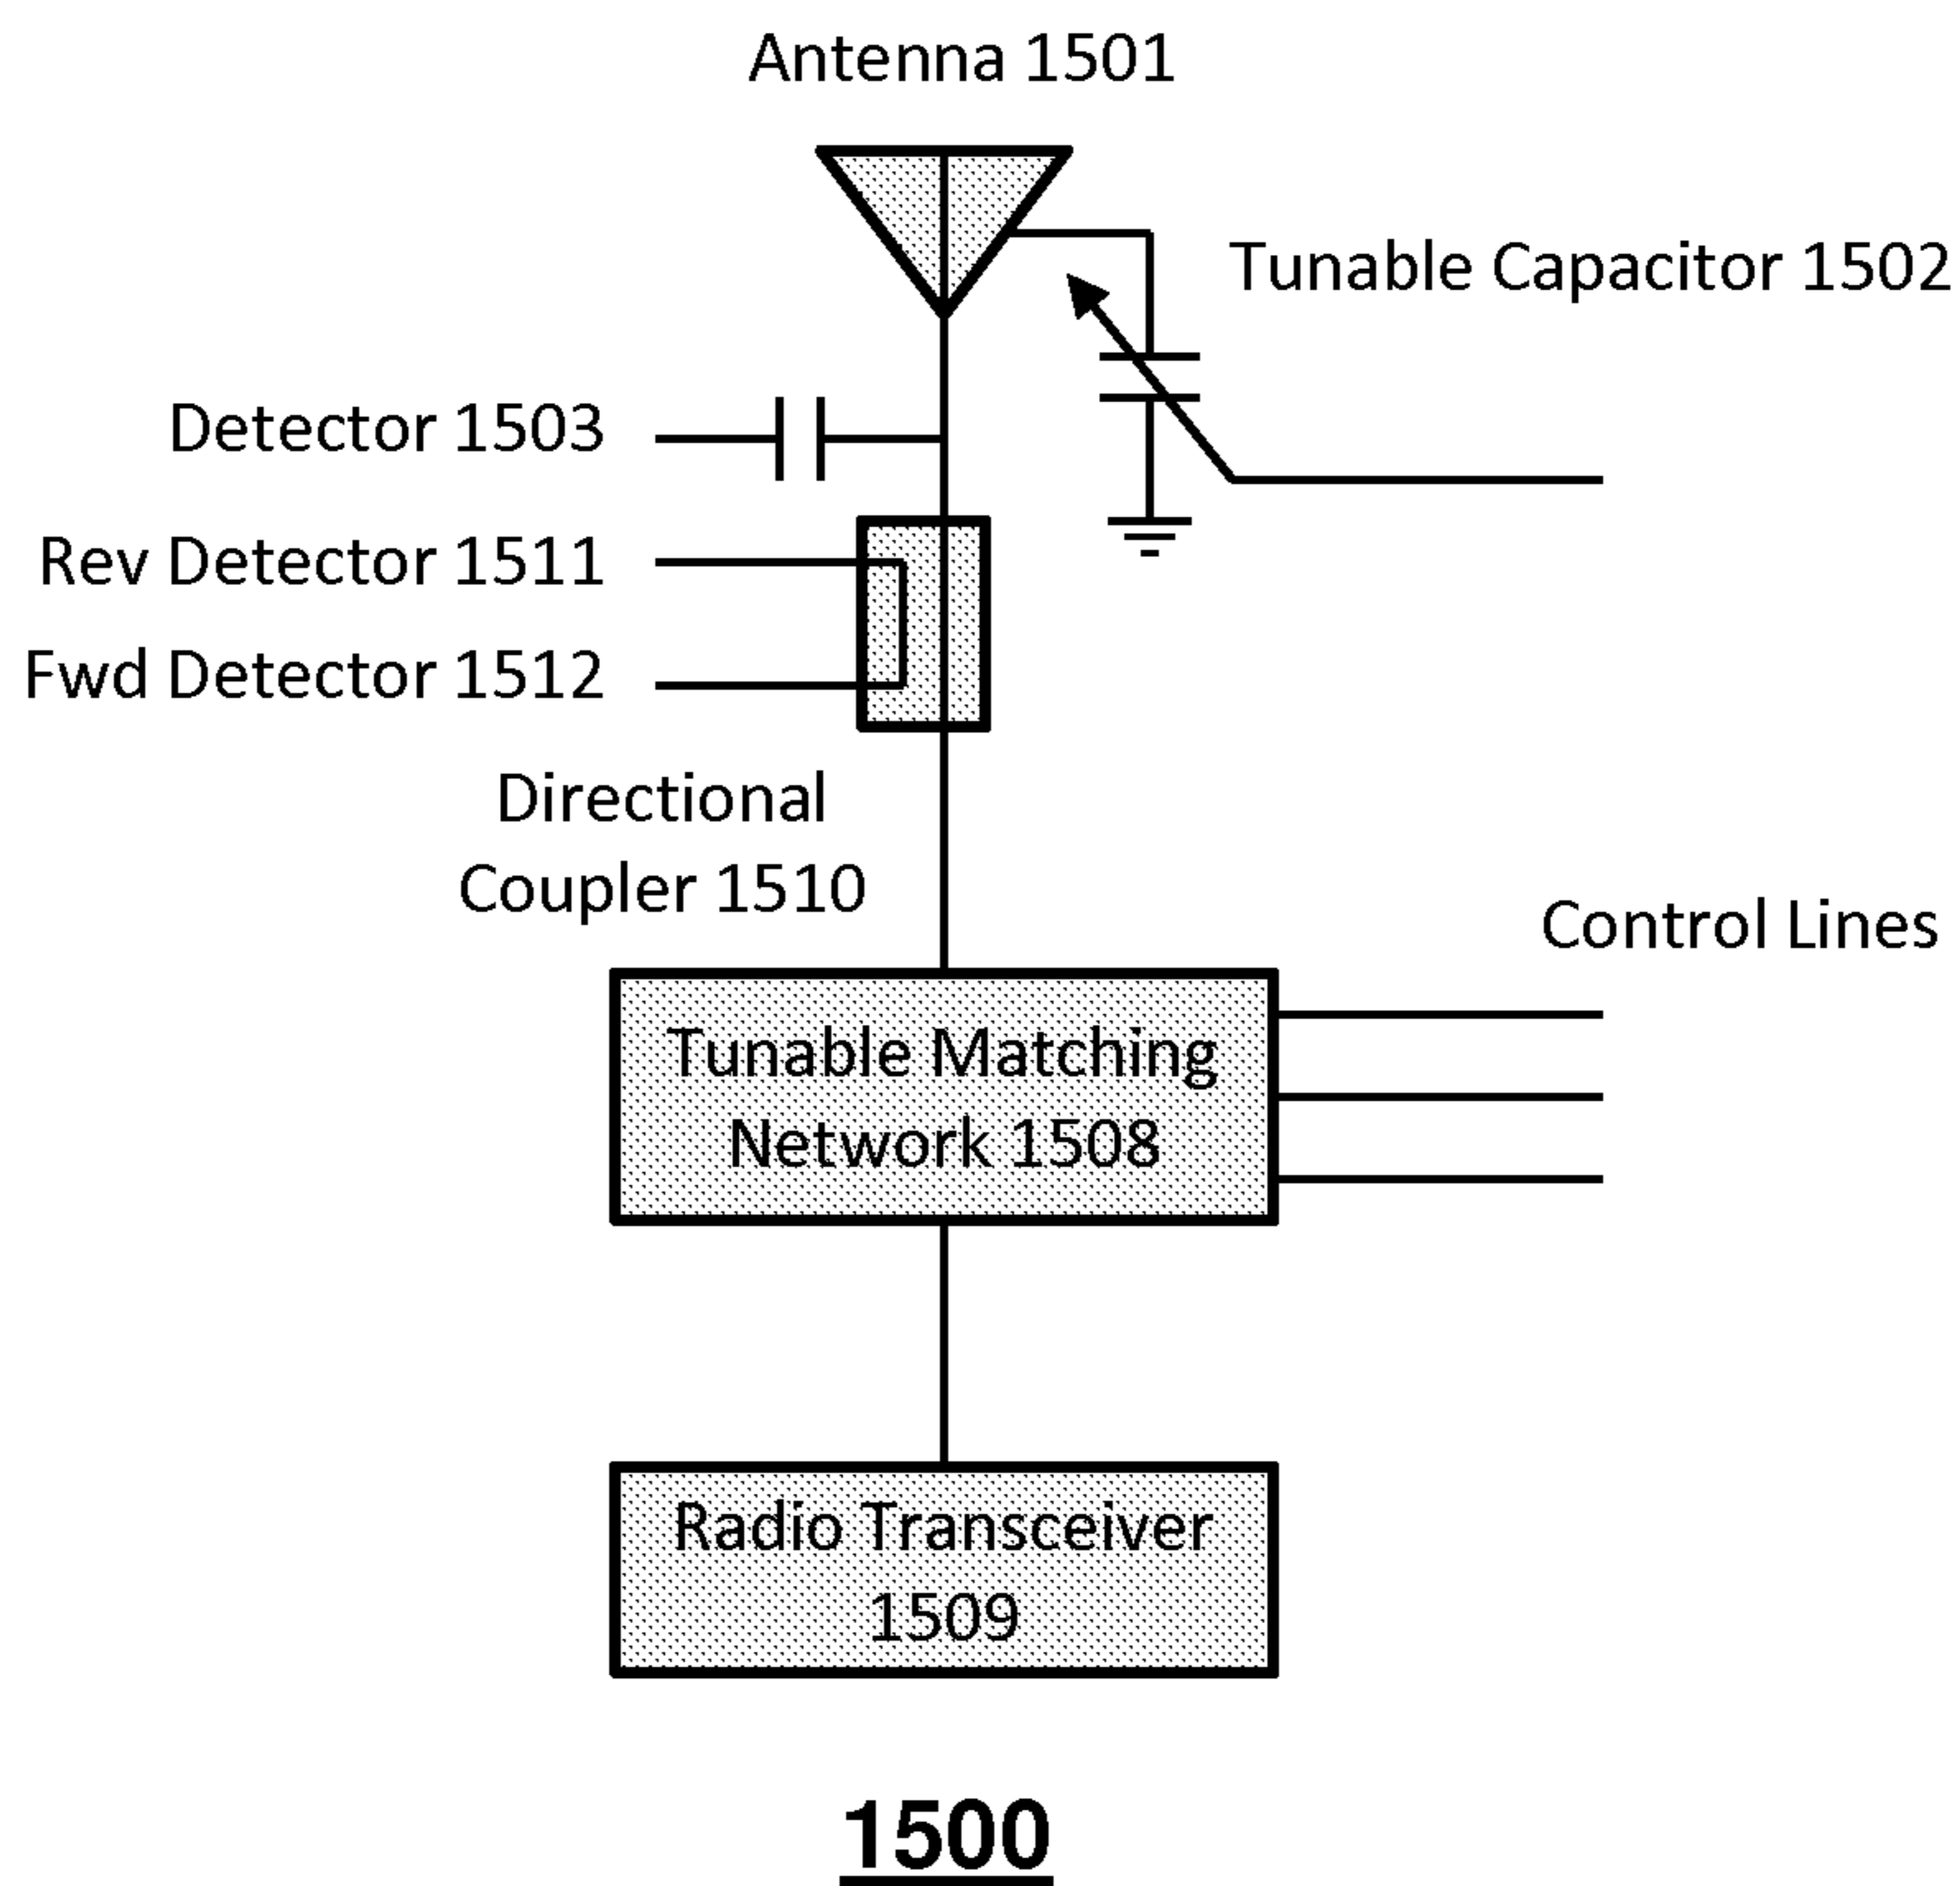 Antenna 1501
Tunable Capacitor 1502
Detector 1503
Rev Detector 1511
Fwd Detector 1512
Directional
Coupler 1510
Control Lines
Tunable Matching
Network 1508
Radio Transceiver
1509
1500